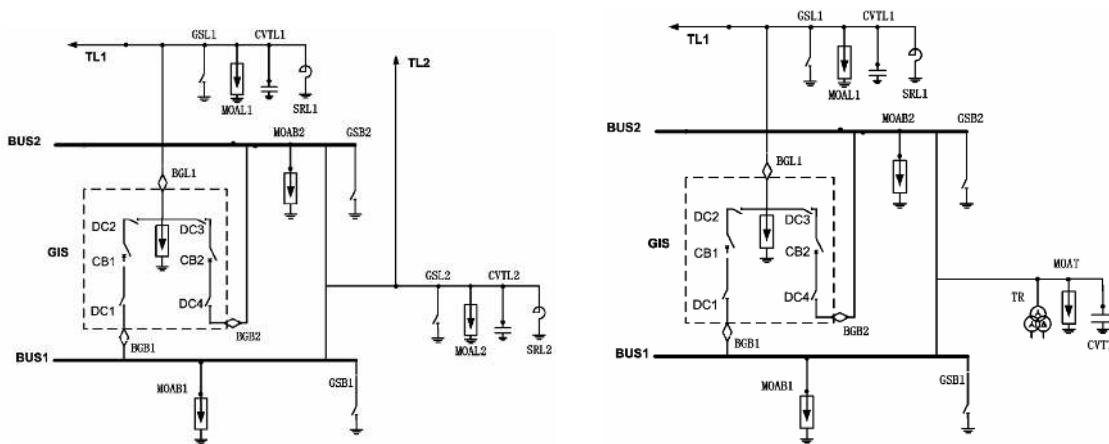 GSL1 CVTL1
TL1
MOAL1
SRL1
TL2
BUS2
MOAB2
GSB2
BGL1
DC2
DC3
GIS
CB1
CB2
GSL2 CVTL2
DC1
DC4
BGB2
BGB1
MOAL2
SRL2
BUS1
MOAB1
GSB1
GSL1 CVTL1
TL1
MOAL1
SRL1
BUS2
MOAB2
GSB2
BGL1
DC2
DC3
GIS
CB1
CB2
MOAT
TR
DC1
DC4
BGB2
BGB1
BUS1
MOAB1
GSB1